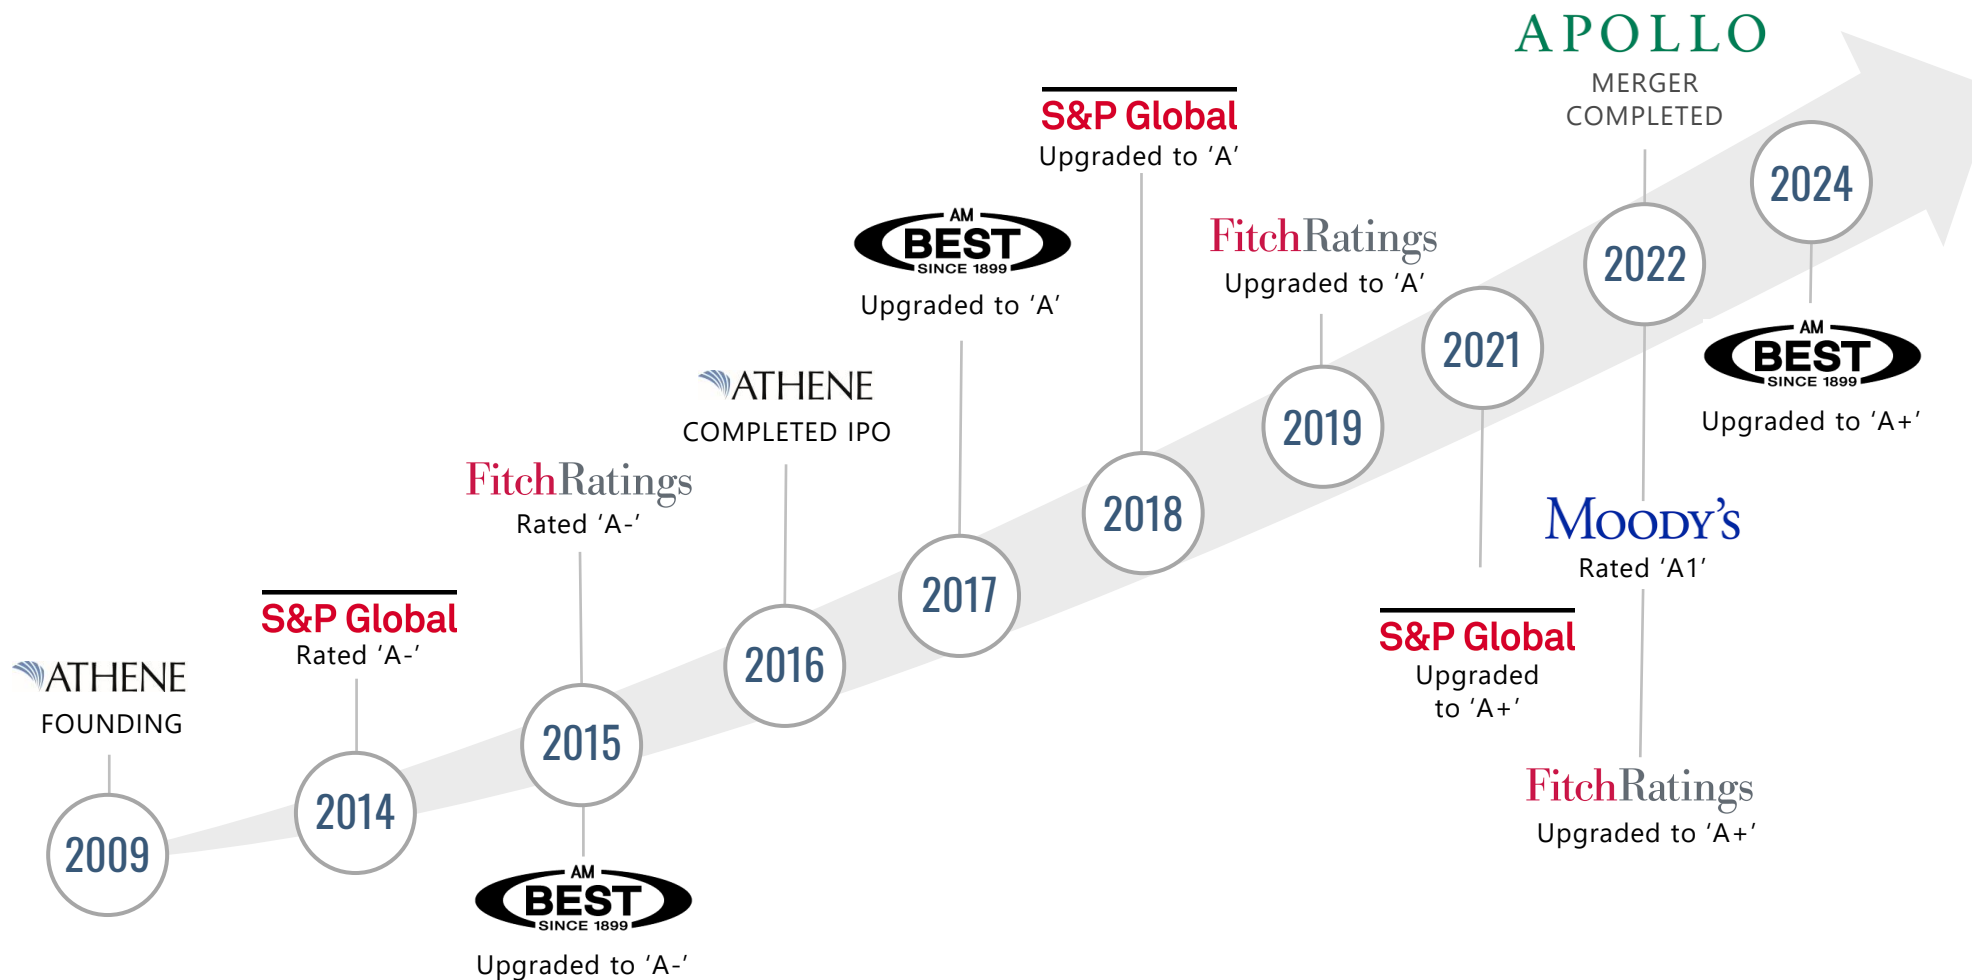 ATHENE
FOUNDING
2009
S&P Global
Rated ‘A-’
2014
FitchRatings
Rated ‘A-’
2015
AM
BEST
SINCE 1899
Upgraded to ‘A-’
ATHENE
COMPLETED IPO
2016
AM
BEST
SINCE 1899
Upgraded to ‘A’
2017
S&P Global
Upgraded to ‘A’
2018
FitchRatings
Upgraded to ‘A’
2019
2021
S&P Global
Upgraded
to ‘A+’
APOLLO
MERGER
COMPLETED
2022
MOODY’S
Rated ‘A1’
FitchRatings
Upgraded to ‘A+’
2024
AM
BEST
SINCE 1899
Upgraded to ‘A+’